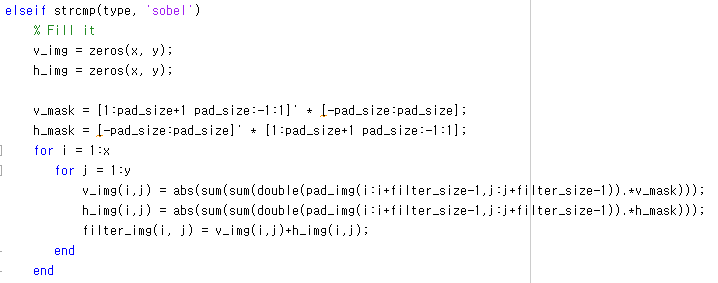 elseif strcmp(type, 'sobel')
% Fill it
v_img = zeros(x, y);
h_img = zeros(x, y);
v_mask = [1:pad_size+1 pad_size:-1:1]' * [-pad_size:pad_size];
h_mask = [-pad_size:pad_size]' * [1:pad_size+1 pad_size:-1:1];
for i = 1:x
for j = 1:y
v_img(i,j) = abs(sum(sum(double(pad_img(i:i+filter_size-1,j:j+filter_size-1)).*v_mask)));
h_img(i,j) = abs(sum(sum(double(pad_img(i:i+filter_size-1,j:j+filter_size-1)).*h_mask)));
filter_img(i, j) = v_img(i,j)+h_img(i,j);
end
end